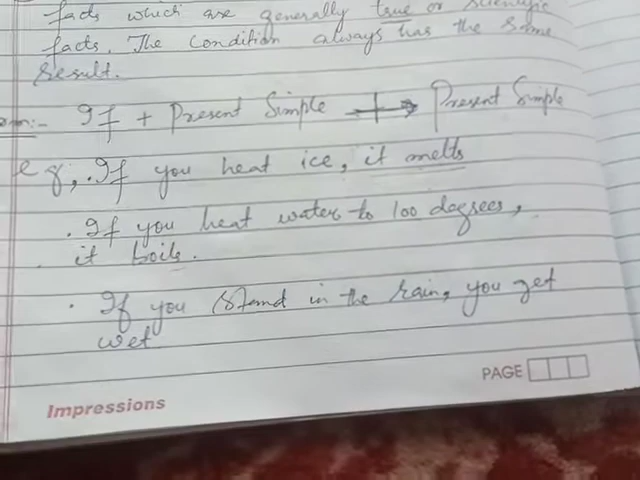 facts which are generally true or scientific
facts. The condition always has the same
result.
If + Present Simple + Present Simple
eg, . If you heat ice, it melts
. If you heat water to 100 degrees,
it boils.
. If you stand in the rain, you get
wet
PAGE
Impressions